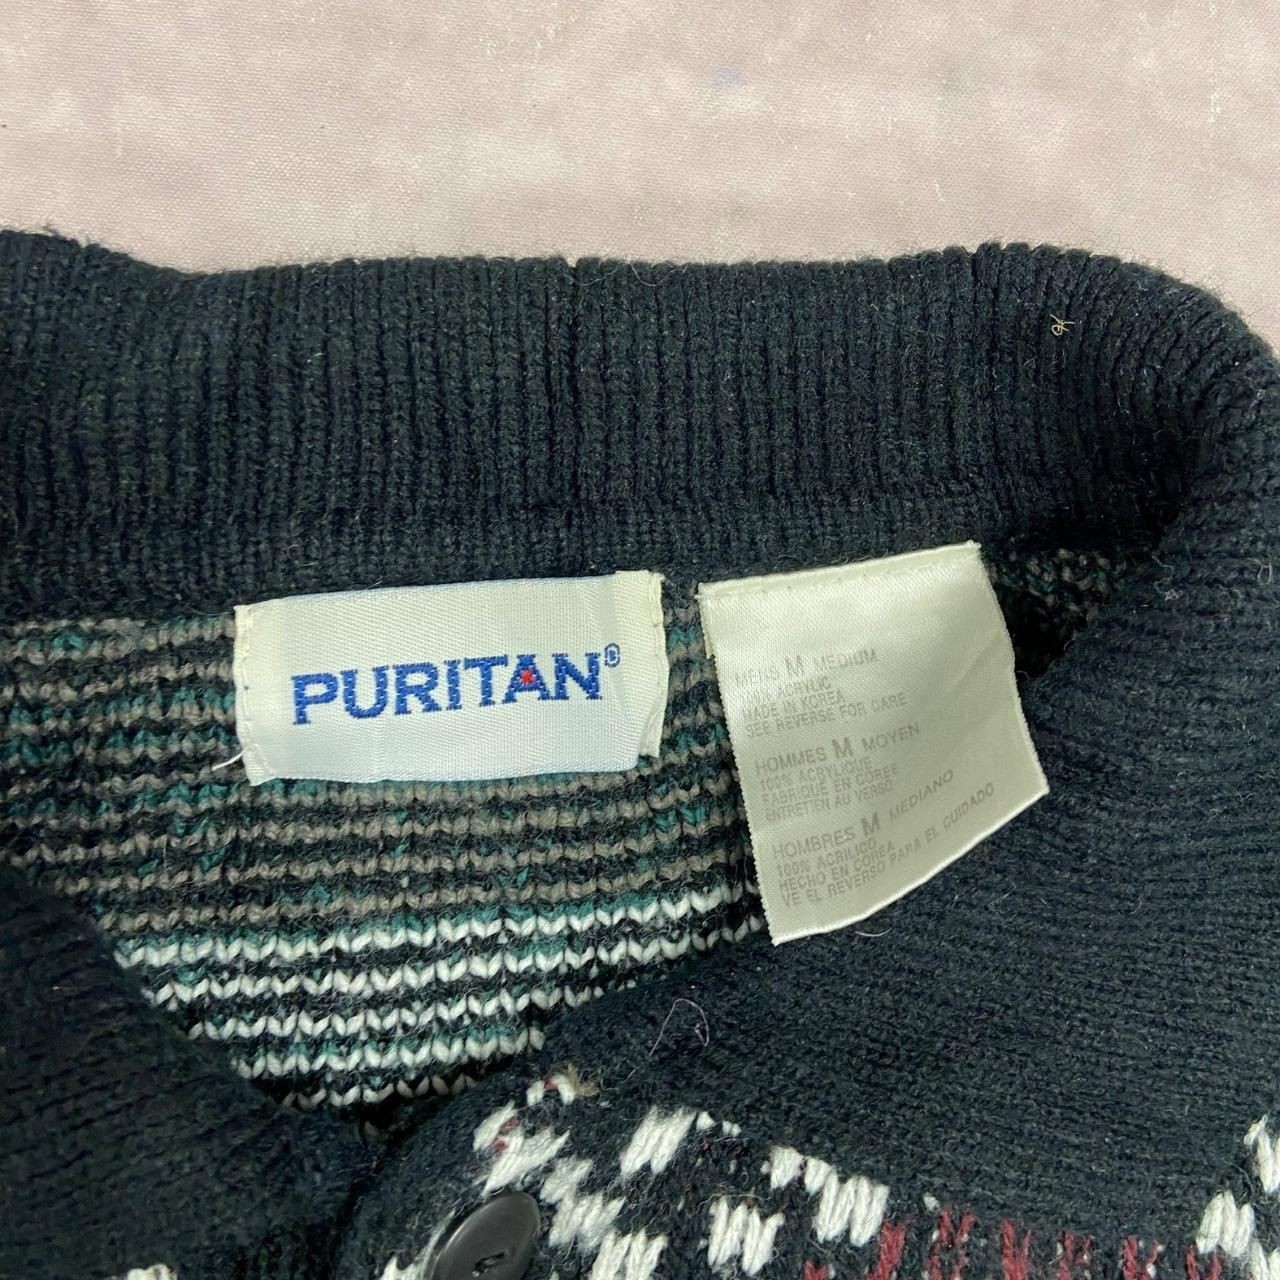 PURITAN®
MENS M MEDIUM
100% ACRYLIC
MADE IN KOREA
SEE REVERSE FOR CARE
HOMMES M MOYEN
100% ACRYLIQUE
FABRIQUE EN COREE
ENTRETIEN AU VERSO
HOMBRES M MEDIANO
100% ACRILICO
HECHO EN COREA
VE EL REVERSO PARA EL CUIDADO